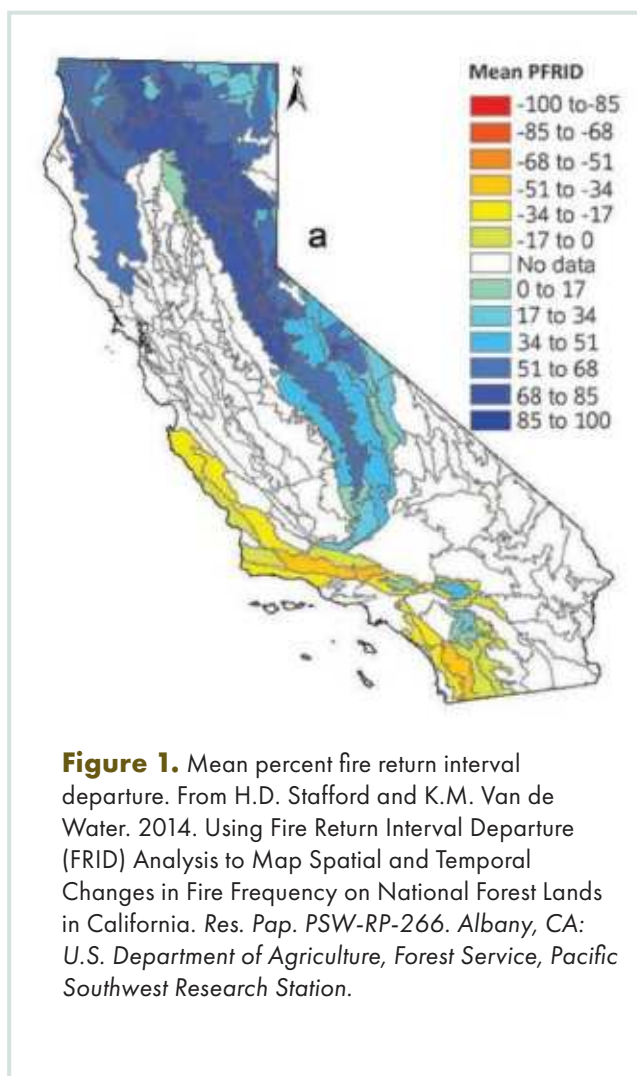 N
a
Mean PFRID
-100 to-85
-85 to -68
-68 to -51
-51 to -34
-34 to -17
-17 to 0
No data
0 to 17
17 to 34
34 to 51
51 to 68
68 to 85
85 to 100
Figure 1. Mean percent fire return interval
departure. From H.D. Stafford and K.M. Van de
Water. 2014. Using Fire Return Interval Departure
(FRID) Analysis to Map Spatial and Temporal
Changes in Fire Frequency on National Forest Lands
in California. Res. Pap. PSW-RP-266. Albany, CA:
U.S. Department of Agriculture, Forest Service, Pacific
Southwest Research Station.